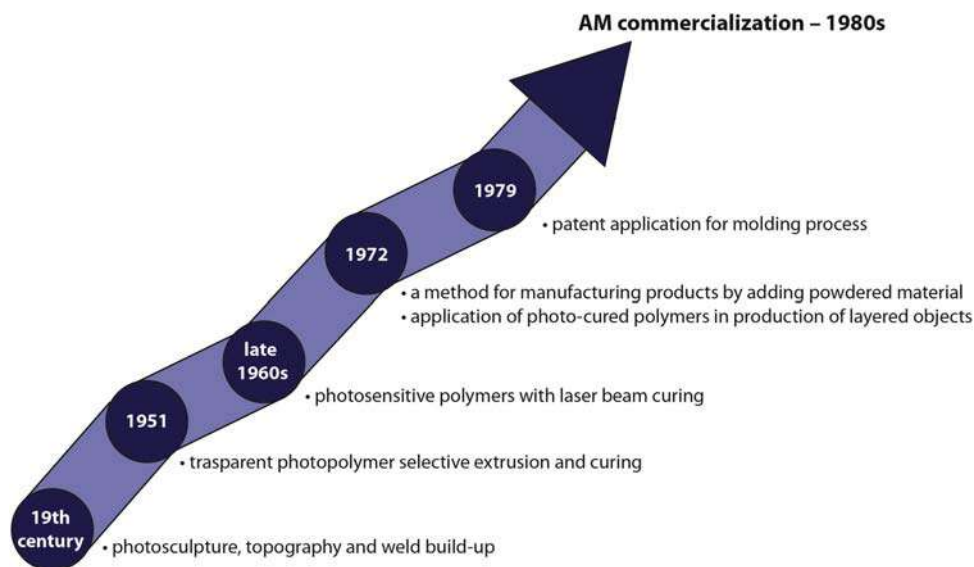 AM commercialization – 1980s
1979
• patent application for molding process
1972
• a method for manufacturing products by adding powdered material
• application of photo-cured polymers in production of layered objects
late
1960s
• photosensitive polymers with laser beam curing
1951
• trasparent photopolymer selective extrusion and curing
19th
century
• photosculpture, topography and weld build-up